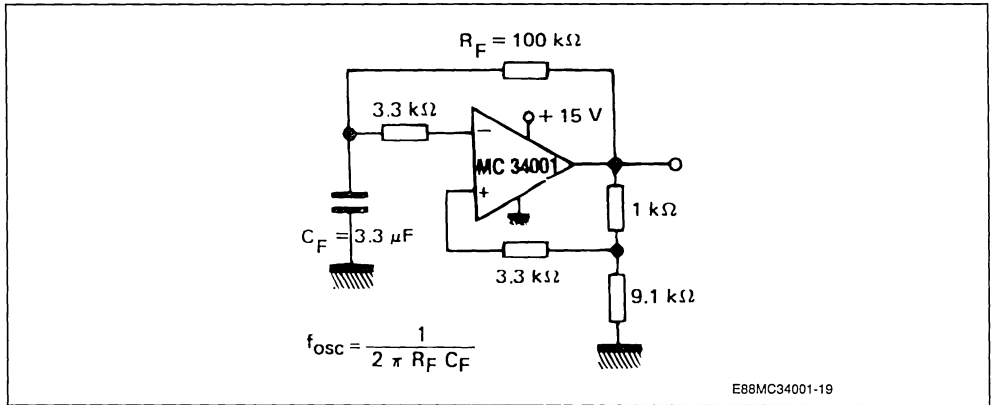 R_F = 100 kΩ
3.3 kΩ
−
+ 15 V
MC 34001
+
1 kΩ
C_F = 3.3 μF
3.3 kΩ
9.1 kΩ
f_osc = 1 / 2 π R_F C_F
E88MC34001-19